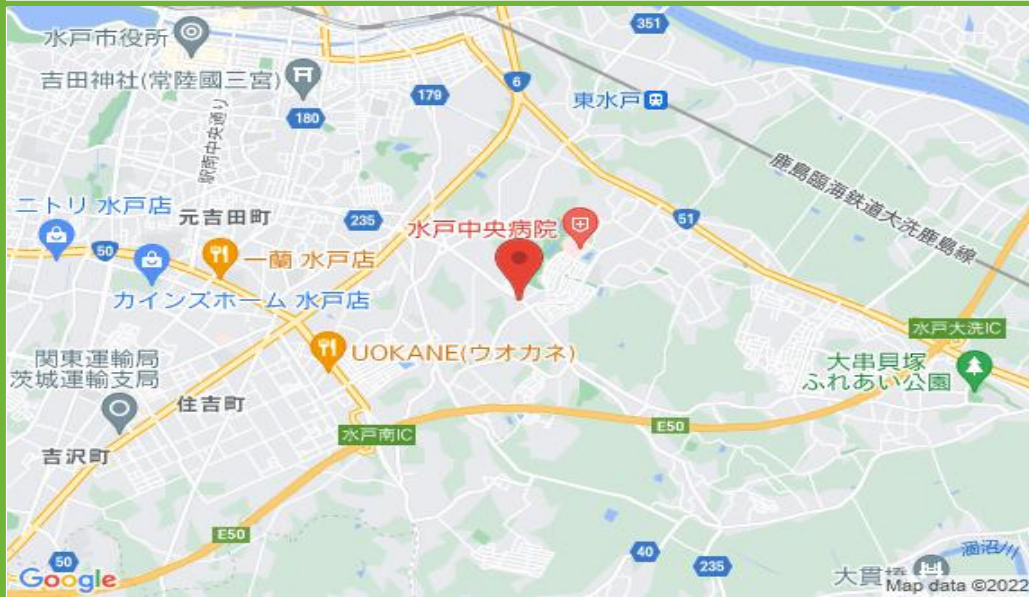 351
水戸市役所
6
吉田神社(常陸國三宮)
179
東水戸
180
駅南中央通り
鹿島臨海鉄道大洗鹿島線
ニトリ 水戸店
元吉田町
235
水戸中央病院
51
50
一蘭 水戸店
カインズホーム 水戸店
水戸大洗IC
関東運輸局
茨城運輸支局
UOKANE(ウオカネ)
大串貝塚
ふれあい公園
住吉町
水戸南IC
E50
吉沢町
E50
50
40
235
涸沼川
大貫橋
Google
Map data ©2022